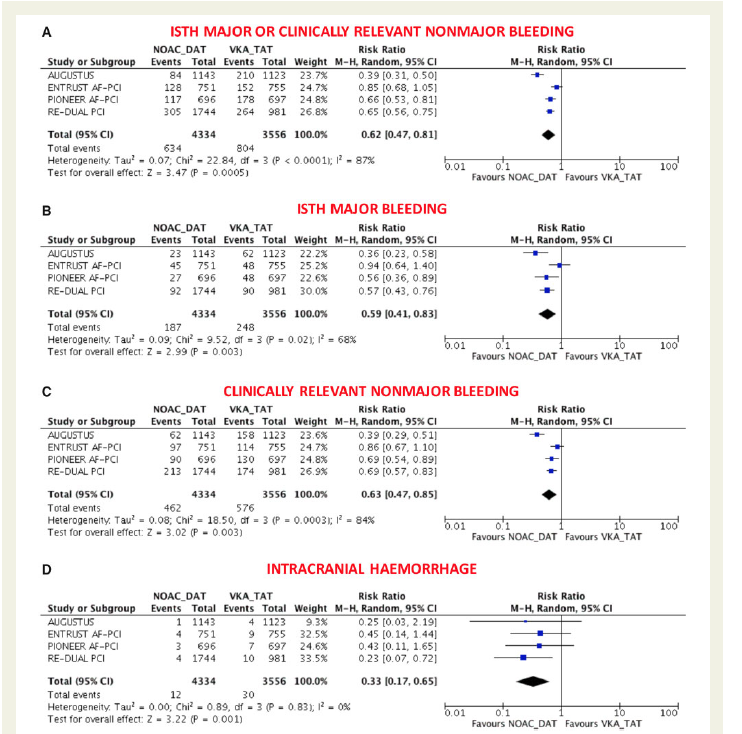 A ISTH MAJOR OR CLINICALLY RELEVANT NONMAJOR BLEEDING
NOAC_DAT VKA_TAT Risk Ratio Risk Ratio
Study or Subgroup Events Total Events Total Weight M-H, Random, 95% CI M-H, Random, 95% CI
AUGUSTUS 84 1143 210 1123 23.7% 0.39 [0.31, 0.50]
ENTRUST AF-PCI 128 751 152 755 24.7% 0.85 [0.68, 1.05]
PIONEER AF-PCI 117 696 178 697 24.8% 0.66 [0.53, 0.81]
RE-DUAL PCI 305 1744 264 981 26.8% 0.65 [0.56, 0.75]
Total (95% CI) 4334 3556 100.0% 0.62 [0.47, 0.81]
Total events 634 804
Heterogeneity: Tau² = 0.07; Chi² = 22.84, df = 3 (P < 0.0001); I² = 87%
Test for overall effect: Z = 3.47 (P = 0.0005)
0.01 0.1 1 10 100
Favours NOAC_DAT Favours VKA_TAT
B ISTH MAJOR BLEEDING
NOAC_DAT VKA_TAT Risk Ratio Risk Ratio
Study or Subgroup Events Total Events Total Weight M-H, Random, 95% CI M-H, Random, 95% CI
AUGUSTUS 23 1143 62 1123 22.2% 0.36 [0.23, 0.58]
ENTRUST AF-PCI 45 751 48 755 25.2% 0.94 [0.64, 1.40]
PIONEER AF-PCI 27 696 48 697 22.6% 0.56 [0.36, 0.89]
RE-DUAL PCI 92 1744 90 981 30.0% 0.57 [0.43, 0.76]
Total (95% CI) 4334 3556 100.0% 0.59 [0.41, 0.83]
Total events 187 248
Heterogeneity: Tau² = 0.09; Chi² = 9.52, df = 3 (P = 0.02); I² = 68%
Test for overall effect: Z = 2.99 (P = 0.003)
0.01 0.1 1 10 100
Favours NOAC_DAT Favours VKA_TAT
C CLINICALLY RELEVANT NONMAJOR BLEEDING
NOAC_DAT VKA_TAT Risk Ratio Risk Ratio
Study or Subgroup Events Total Events Total Weight M-H, Random, 95% CI M-H, Random, 95% CI
AUGUSTUS 62 1143 158 1123 23.6% 0.39 [0.29, 0.51]
ENTRUST AF-PCI 97 751 114 755 24.7% 0.86 [0.67, 1.10]
PIONEER AF-PCI 90 696 130 697 24.8% 0.69 [0.54, 0.89]
RE-DUAL PCI 213 1744 174 981 26.9% 0.69 [0.57, 0.83]
Total (95% CI) 4334 3556 100.0% 0.63 [0.47, 0.85]
Total events 462 576
Heterogeneity: Tau² = 0.08; Chi² = 18.50, df = 3 (P = 0.0003); I² = 84%
Test for overall effect: Z = 3.02 (P = 0.003)
0.01 0.1 1 10 100
Favours NOAC_DAT Favours VKA_TAT
D INTRACRANIAL HAEMORRHAGE
NOAC_DAT VKA_TAT Risk Ratio Risk Ratio
Study or Subgroup Events Total Events Total Weight M-H, Random, 95% CI M-H, Random, 95% CI
AUGUSTUS 1 1143 4 1123 9.3% 0.25 [0.03, 2.19]
ENTRUST AF-PCI 4 751 9 755 32.5% 0.45 [0.14, 1.44]
PIONEER AF-PCI 3 696 7 697 24.6% 0.43 [0.11, 1.65]
RE-DUAL PCI 4 1744 10 981 33.5% 0.23 [0.07, 0.72]
Total (95% CI) 4334 3556 100.0% 0.33 [0.17, 0.65]
Total events 12 30
Heterogeneity: Tau² = 0.00; Chi² = 0.89, df = 3 (P = 0.83); I² = 0%
Test for overall effect: Z = 3.22 (P = 0.001)
0.01 0.1 1 10 100
Favours NOAC_DAT Favours VKA_TAT